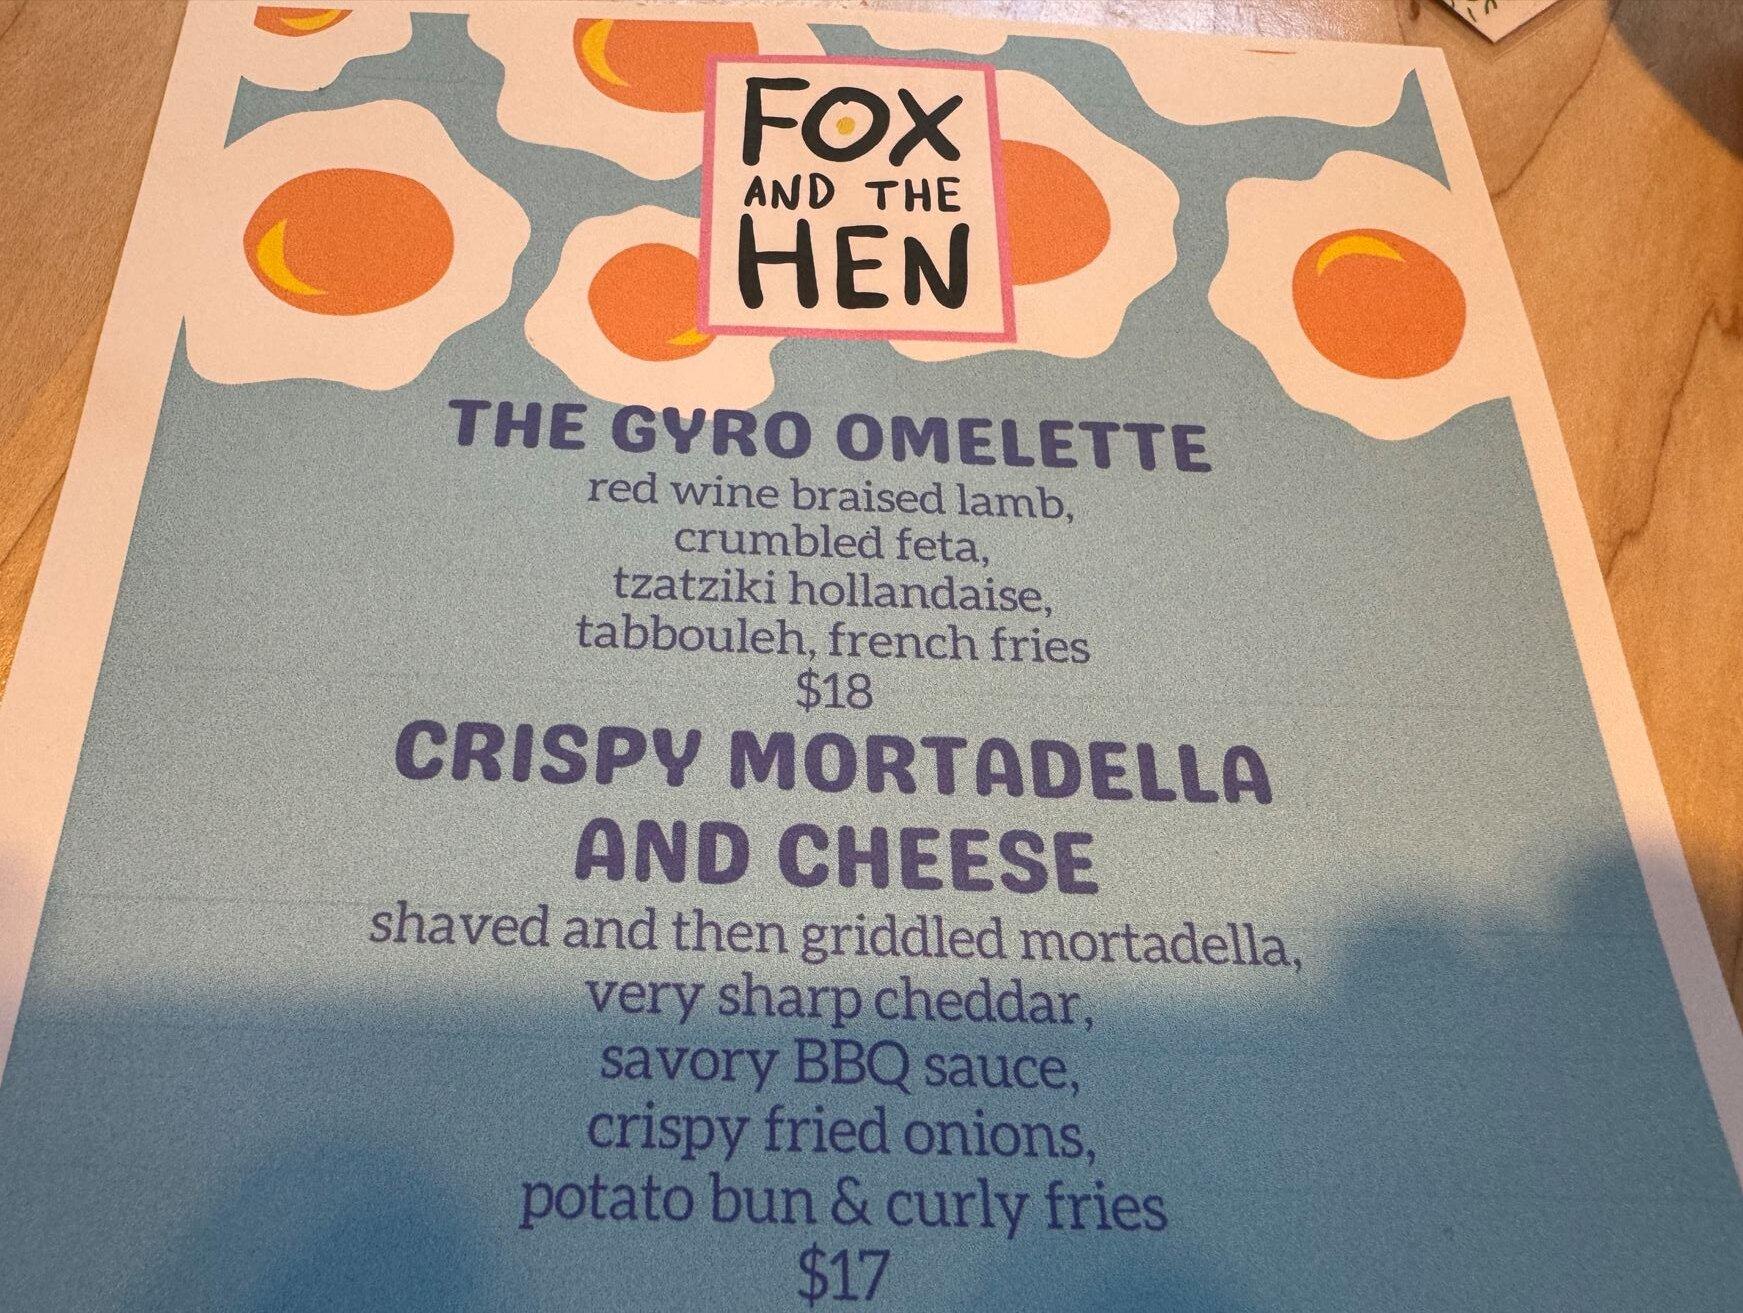 FOX
AND THE
HEN
THE GYRO OMELETTE
red wine braised lamb,
crumbled feta,
tzatziki hollandaise,
tabbouleh, french fries
$18
CRISPY MORTADELLA
AND CHEESE
shaved and then griddled mortadella,
very sharp cheddar,
savory BBQ sauce,
crispy fried onions,
potato bun & curly fries
$17